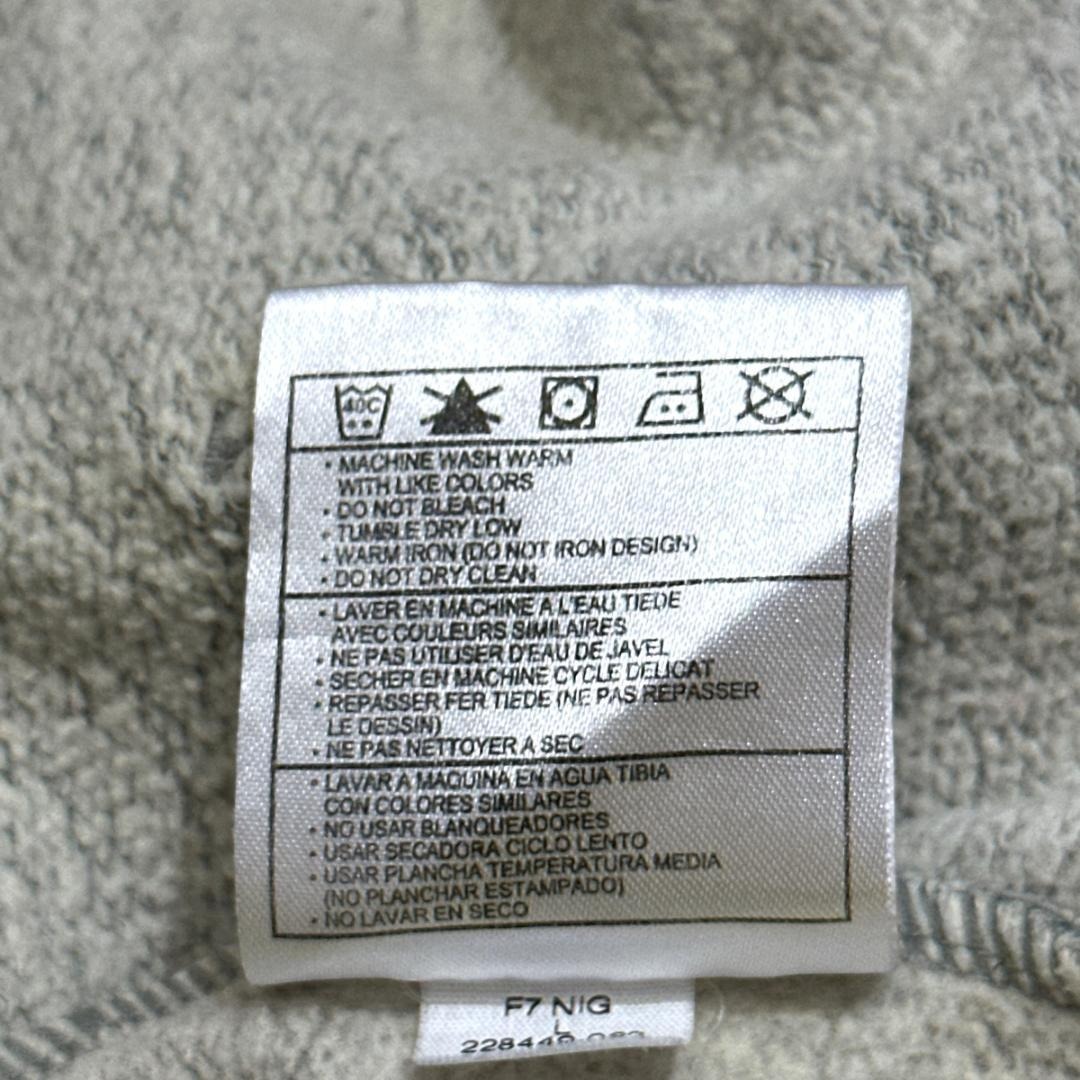 40C
• MACHINE WASH WARM
WITH LIKE COLORS
• DO NOT BLEACH
• TUMBLE DRY LOW
• WARM IRON (DO NOT IRON DESIGN)
• DO NOT DRY CLEAN
• LAVER EN MACHINE A L'EAU TIEDE
AVEC COULEURS SIMILAIRES
• NE PAS UTILISER D'EAU DE JAVEL
• SECHER EN MACHINE CYCLE DELICAT
• REPASSER FER TIEDE (NE PAS REPASSER
LE DESSIN)
• NE PAS NETTOYER A SEC
• LAVAR A MAQUINA EN AGUA TIBIA
CON COLORES SIMILARES
• NO USAR BLANQUEADORES
• USAR SECADORA CICLO LENTO
• USAR PLANCHA TEMPERATURA MEDIA
(NO PLANCHAR ESTAMPADO)
• NO LAVAR EN SECO
F7 NIG
L